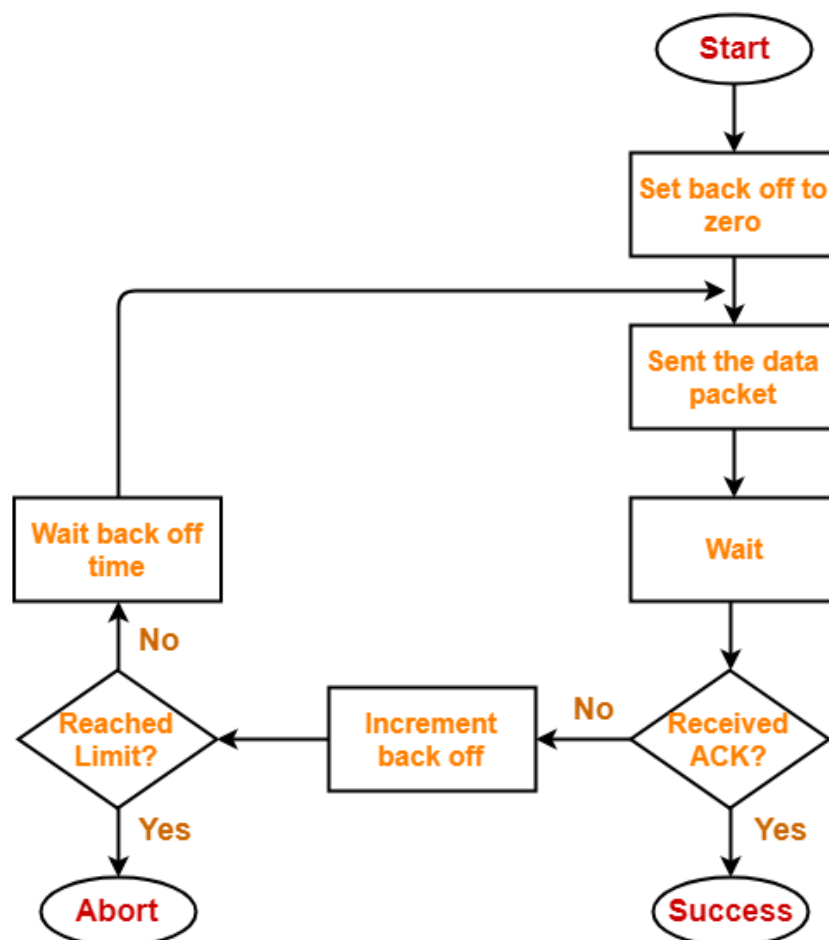 Start
Set back off to
zero
Sent the data
packet
Wait
Received
ACK?
Yes
Success
No
Increment
back off
Reached
Limit?
Yes
Abort
No
Wait back off
time